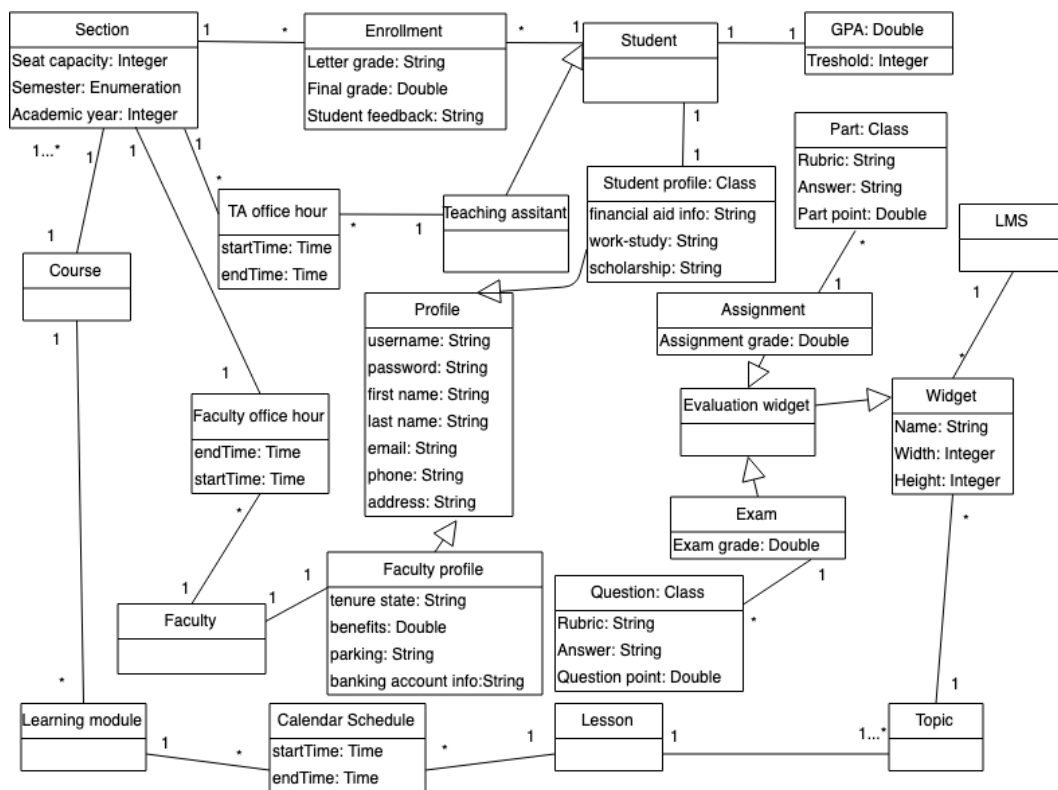 Section
Seat capacity: Integer
Semester: Enumeration
Academic year: Integer
1
*
Enrollment
Letter grade: String
Final grade: Double
Student feedback: String
*
1
Student
1
1
GPA: Double
Treshold: Integer
1...*
1
1
1
*
1
1
TA office hour
startTime: Time
endTime: Time
*
1
Teaching assitant
Student profile: Class
financial aid info: String
work-study: String
scholarship: String
Part: Class
Rubric: String
Answer: String
Part point: Double
*
1
LMS
1
*
1
Course
1
Profile
username: String
password: String
first name: String
last name: String
email: String
phone: String
address: String
Assignment
Assignment grade: Double
Evaluation widget
Widget
Name: String
Width: Integer
Height: Integer
*
1
Faculty office hour
endTime: Time
startTime: Time
*
1
Exam
Exam grade: Double
1
*
Faculty
1
1
Faculty profile
tenure state: String
benefits: Double
parking: String
banking account info:String
Question: Class
Rubric: String
Answer: String
Question point: Double
*
Learning module
1
*
Calendar Schedule
startTime: Time
endTime: Time
*
1
Lesson
1
1...*
1
Topic